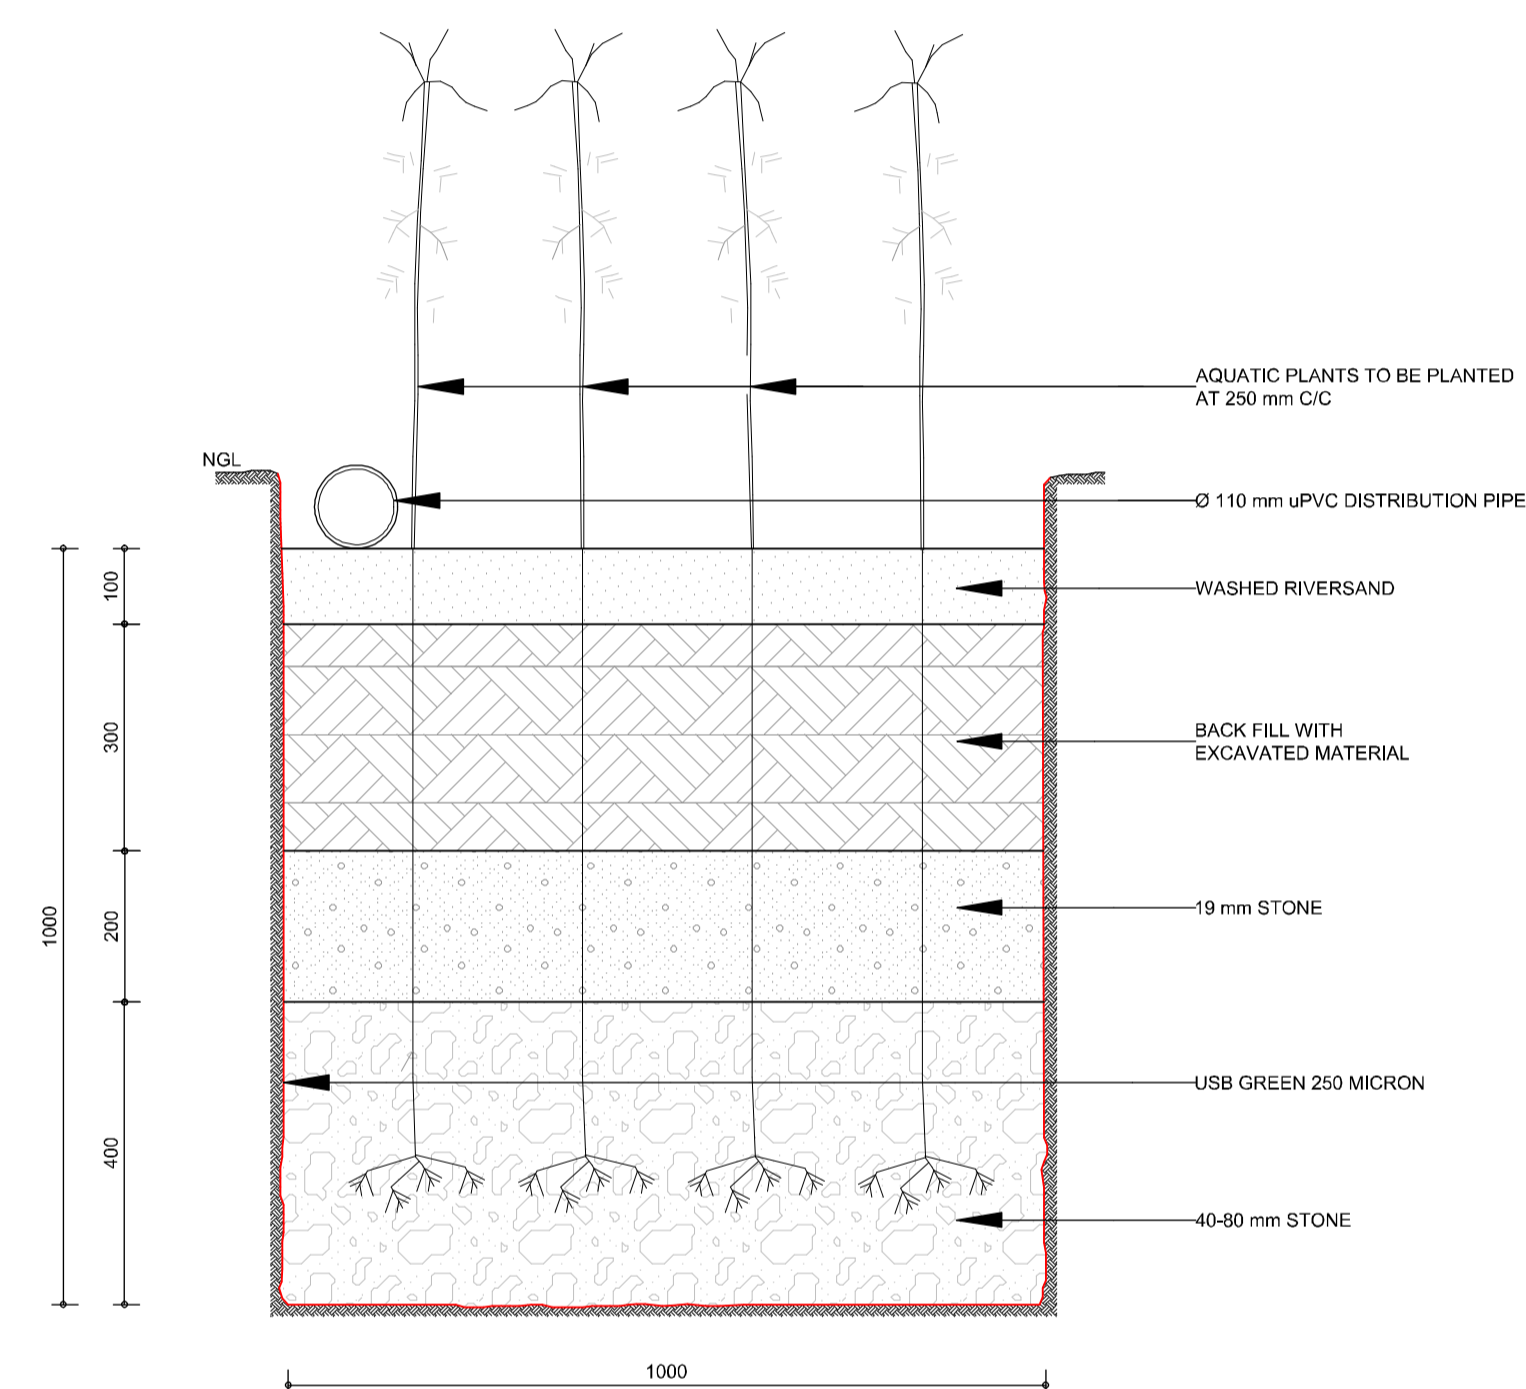 AQUATIC PLANTS TO BE PLANTED
AT 250 mm C/C
NGL
Ø 110 mm uPVC DISTRIBUTION PIPE
100
WASHED RIVERSAND
300
BACK FILL WITH
EXCAVATED MATERIAL
1000
200
19 mm STONE
USB GREEN 250 MICRON
400
40-80 mm STONE
1000